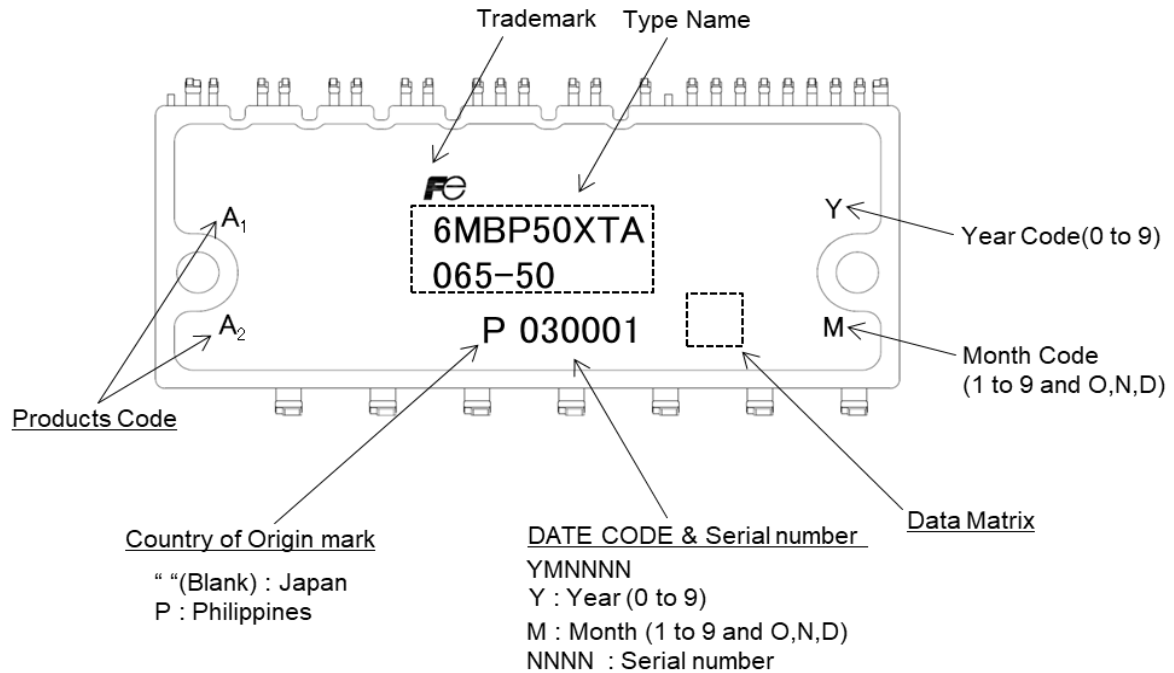 Trademark
Type Name
Fe
6MBP50XTA
065-50
P 030001
A1
A2
Y
M
Year Code(0 to 9)
Month Code
(1 to 9 and O,N,D)
Products Code
Country of Origin mark
“ “(Blank) : Japan
P : Philippines
DATE CODE & Serial number
YMNNNN
Y : Year (0 to 9)
M : Month (1 to 9 and O,N,D)
NNNN : Serial number
Data Matrix